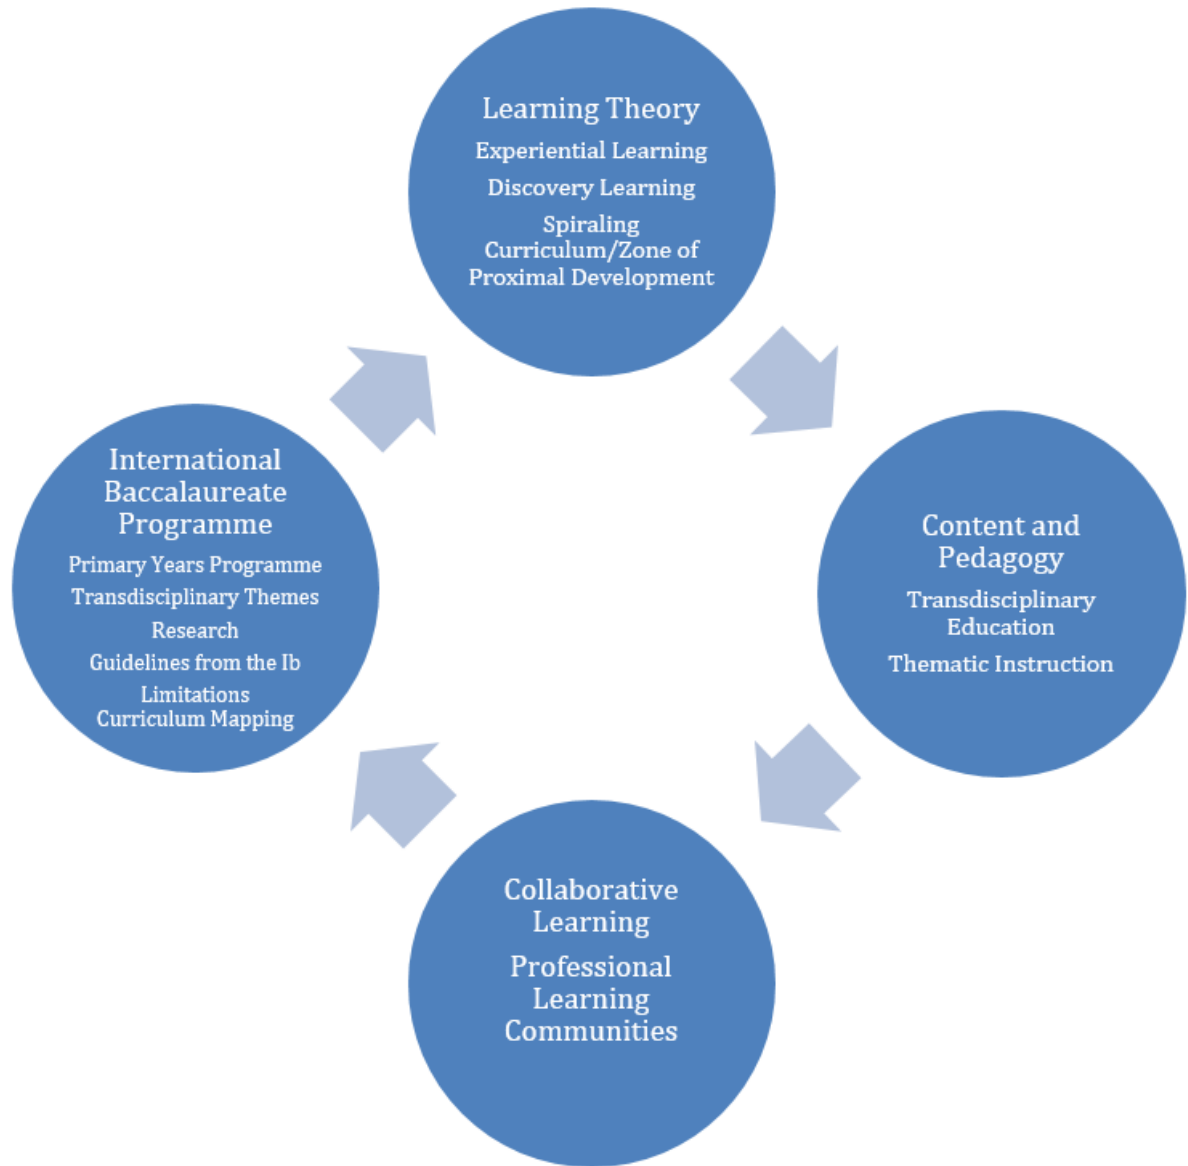 Learning Theory
Experiential Learning
Discovery Learning
Spiraling
Curriculum/Zone of
Proximal Development
Content and
Pedagogy
Transdisciplinary
Education
Thematic Instruction
Collaborative
Learning
Professional
Learning
Communities
International
Baccalaureate
Programme
Primary Years Programme
Transdisciplinary Themes
Research
Guidelines from the Ib
Limitations
Curriculum Mapping